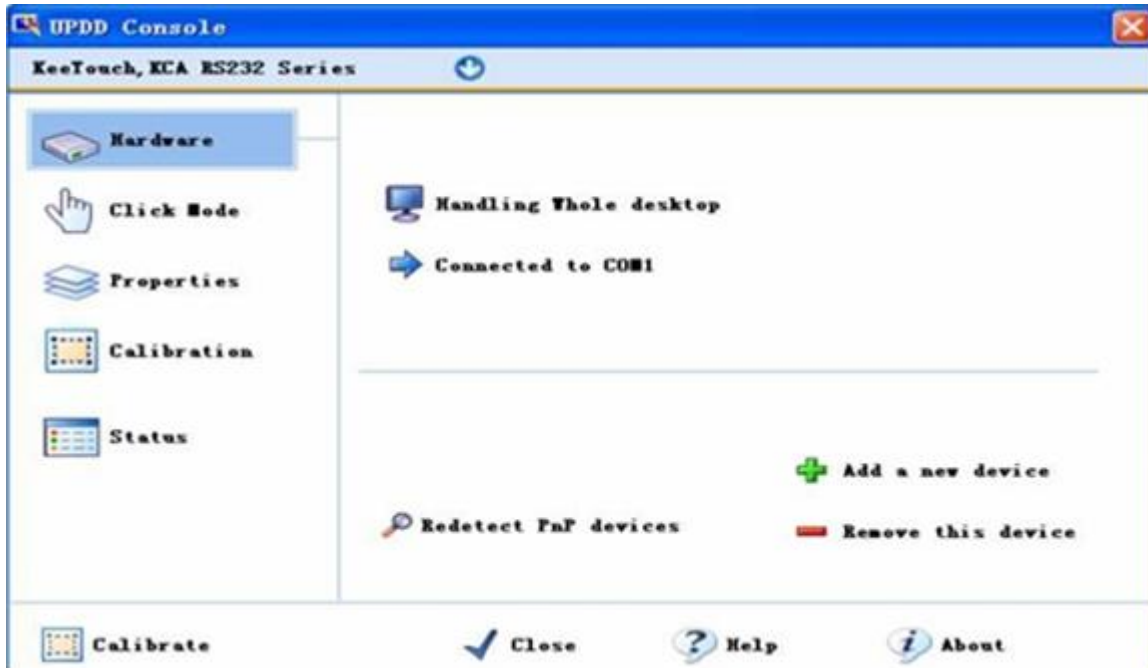 UPDD Console
KeeTouch, KCA RS232 Series
Hardware
Click Mode
Properties
Calibration
Status
Handling Whole desktop
Connected to COM1
Redetect PnP devices
Add a new device
Remove this device
Calibrate
Close
Help
About